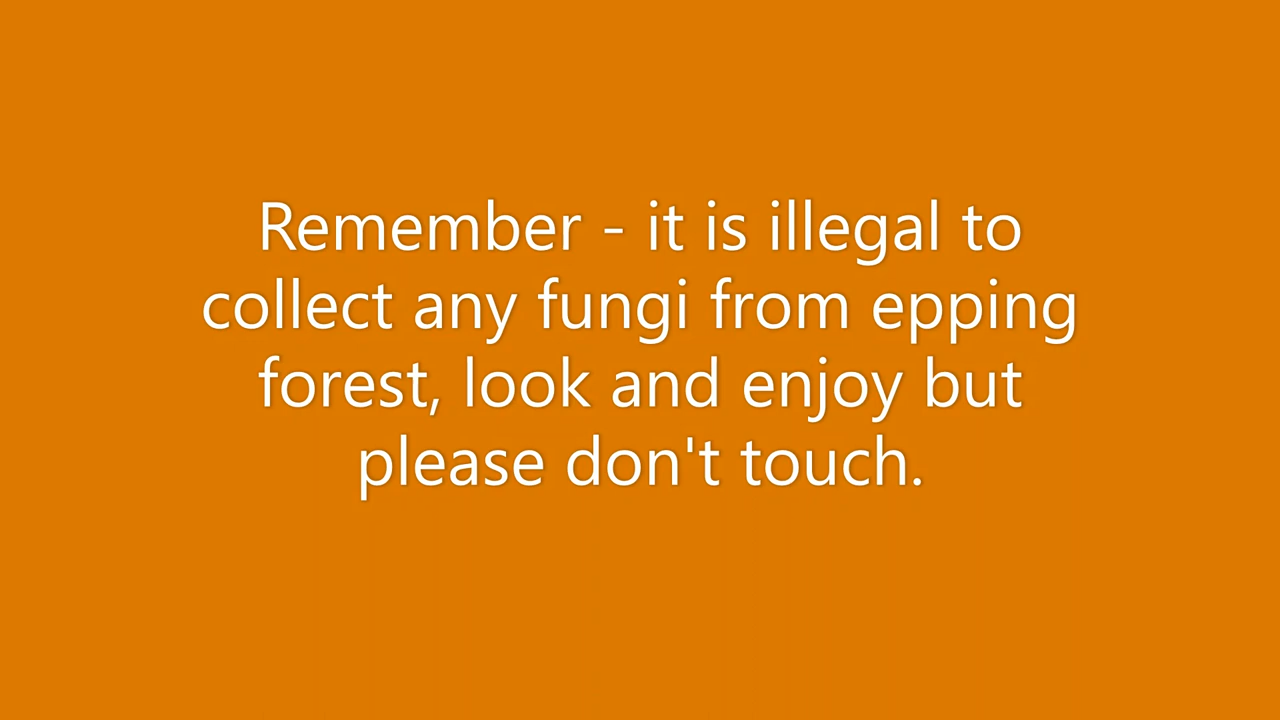 Remember - it is illegal to
collect any fungi from epping
forest, look and enjoy but
please don't touch.